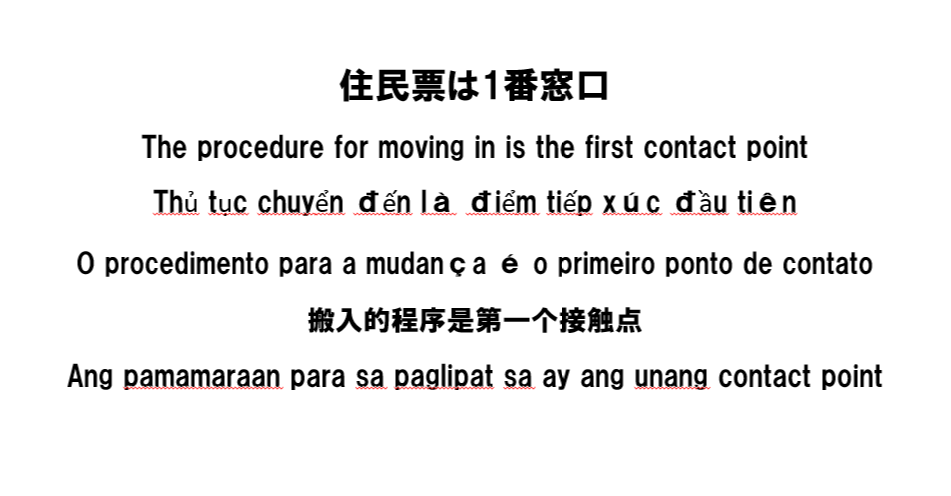 住民票は1番窓口
The procedure for moving in is the first contact point
Thủ tục chuyển đến là điểm tiếp xúc đầu tiên
O procedimento para a mudança é o primeiro ponto de contato
搬入的程序是第一个接触点
Ang pamamaraan para sa paglipat sa ay ang unang contact point